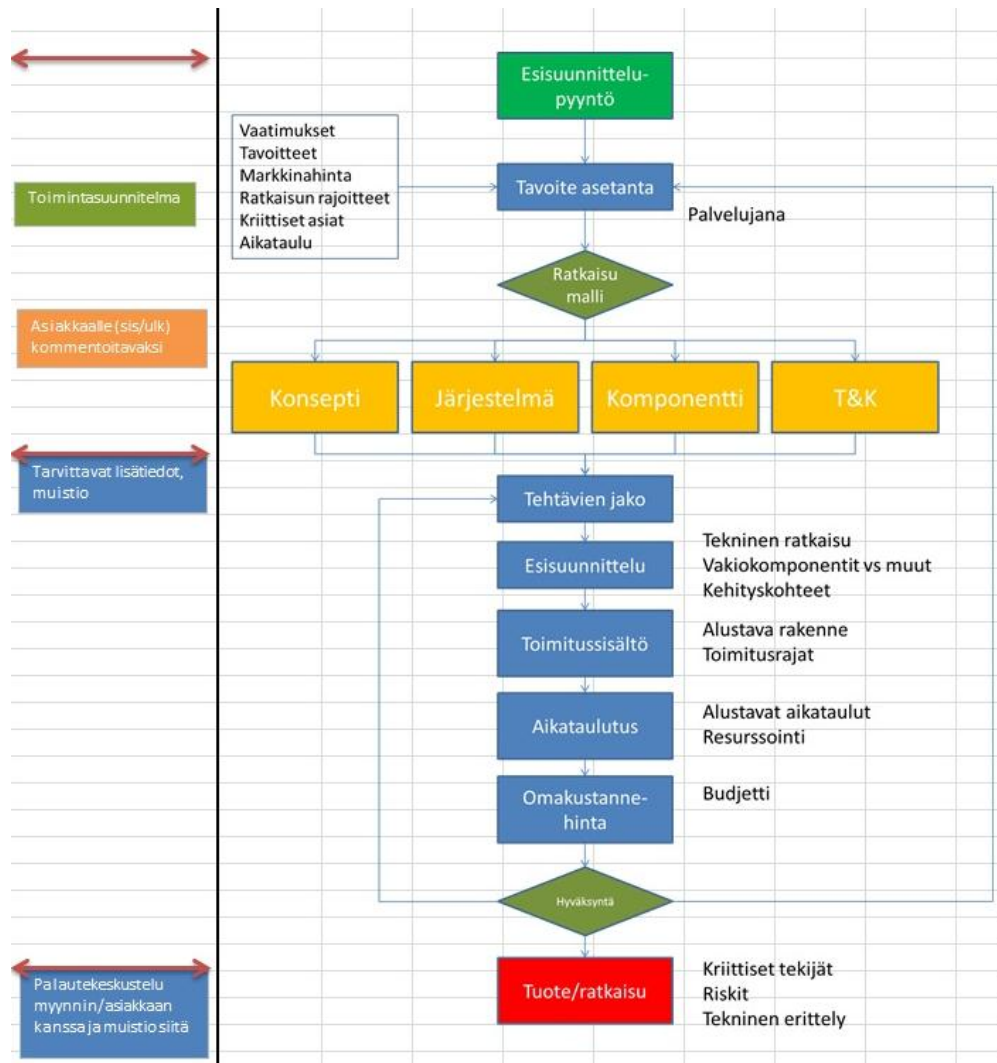 Esisuunnittelu-
pyyntö
Vaatimukset
Tavoitteet
Markkinahinta
Ratkaisun rajoitteet
Kriittiset asiat
Aikataulu
Tavoite asetanta
Palvelujana
Toimintasuunnitelma
Ratkaisu
malli
Asiakkaalle (sis/ulk)
kommentoitavaksi
Konsepti
Järjestelmä
Komponentti
T&K
Tarvittavat lisätiedot,
muistio
Tehtävien jako
Esisuunnittelu
Tekninen ratkaisu
Vakiokomponentit vs muut
Kehityskohteet
Toimitussisältö
Alustava rakenne
Toimitusrajat
Aikataulutus
Alustavat aikataulut
Resurssointi
Omakustanne-
hinta
Budjetti
Hyväksyntä
Palautekeskustelu
myynnin/asiakkaan
kanssa ja muistio siitä
Tuote/ratkaisu
Kriittiset tekijät
Riskit
Tekninen erittely